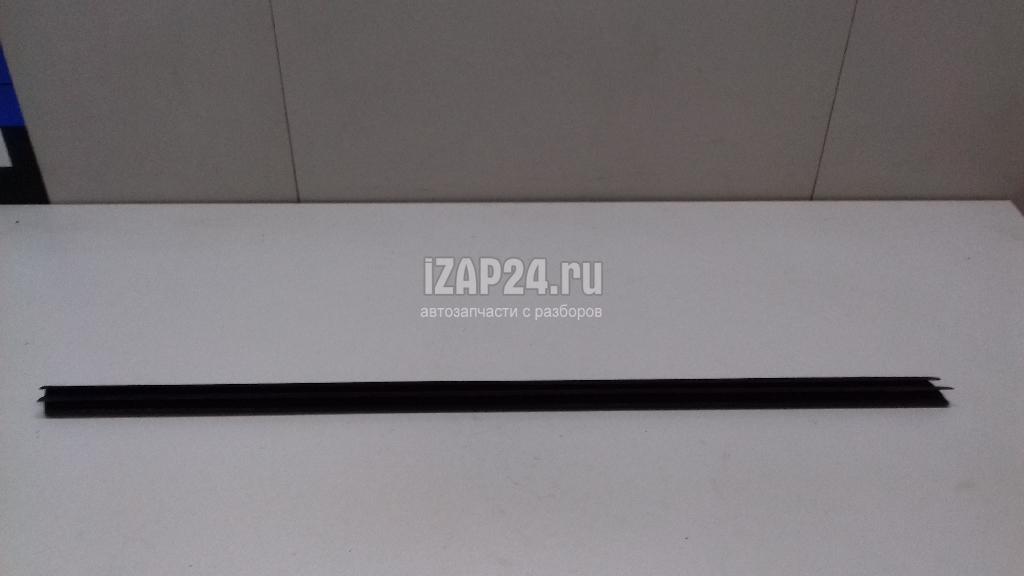 iZAP24.ru
автозапчасти с разборов